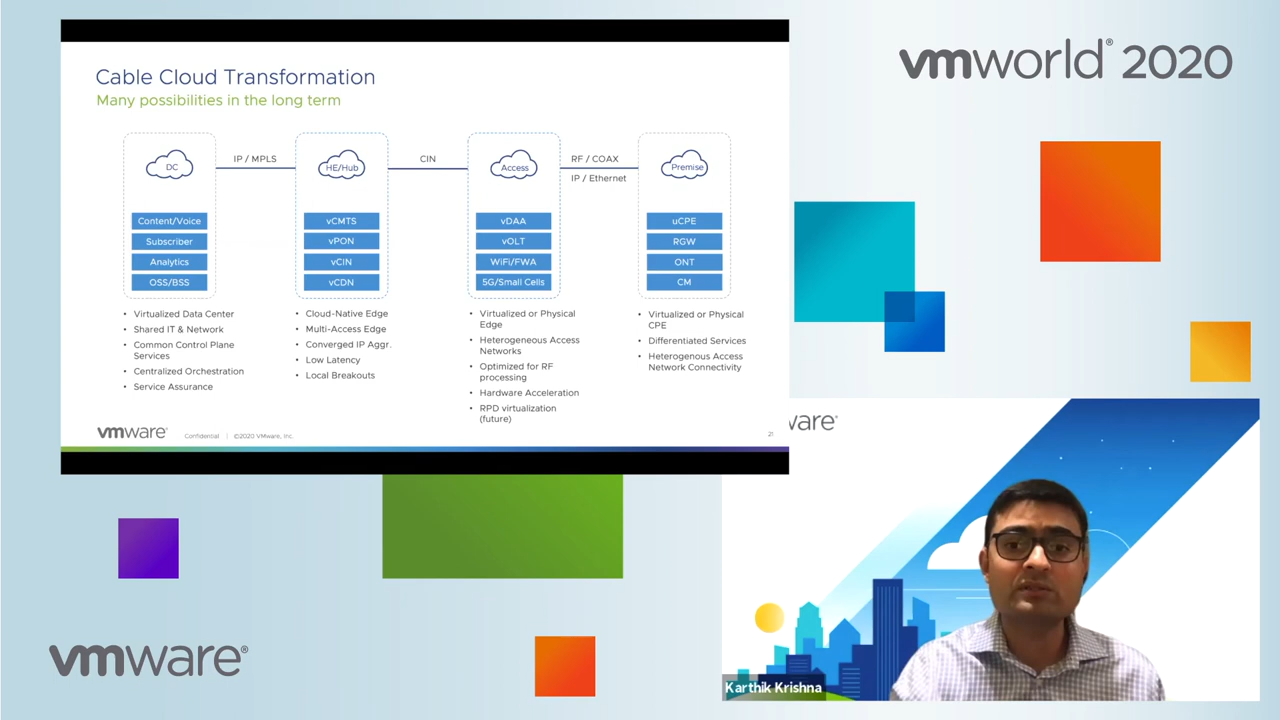 vmworld® 2020
Cable Cloud Transformation
Many possibilities in the long term
DC
IP / MPLS
HE/Hub
CIN
Access
RF / COAX
IP / Ethernet
Premise
Content/Voice
Subscriber
Analytics
OSS/BSS
vCMTS
vPON
vCIN
vCDN
vDAA
vOLT
WiFi/FWA
5G/Small Cells
uCPE
RGW
ONT
CM
• Virtualized Data Center
• Shared IT & Network
• Common Control Plane
Services
• Centralized Orchestration
• Service Assurance
• Cloud-Native Edge
• Multi-Access Edge
• Converged IP Aggr.
• Low Latency
• Local Breakouts
• Virtualized or Physical
Edge
• Heterogeneous Access
Networks
• Optimized for RF
processing
• Hardware Acceleration
• RPD virtualization
(future)
• Virtualized or Physical
CPE
• Differentiated Services
• Heterogenous Access
Network Connectivity
vmware®
Confidential | ©2020 VMware, Inc.
21
ware®
Karthik Krishna
vmware®